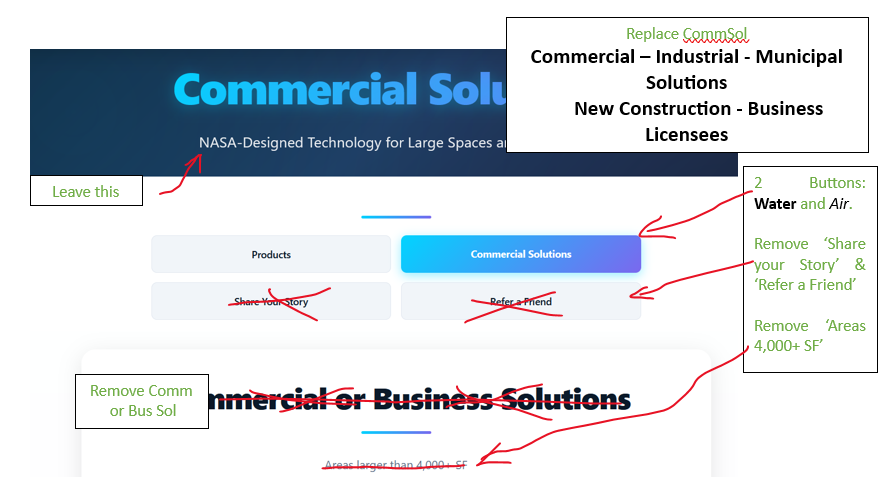 Replace CommSol
Commercial – Industrial - Municipal
Solutions
New Construction - Business
Licensees
Commercial Solu
NASA-Designed Technology for Large Spaces an
Leave this
2 Buttons:
Water and Air.
Remove ‘Share
your Story’ &
‘Refer a Friend’
Remove ‘Areas
4,000+ SF’
Products
Commercial Solutions
Share Your Story
Refer a Friend
Remove Comm
or Bus Sol
mmercial or Business Solutions
Areas larger than 4,000+ SF